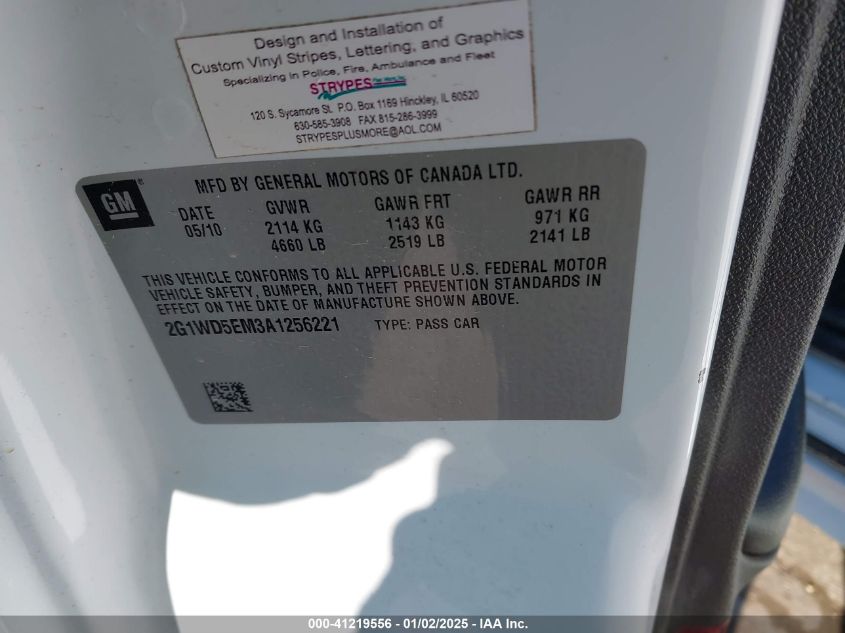 Design and Installation of
Custom Vinyl Stripes, Lettering, and Graphics
Specializing in Police, Fire, Ambulance and Fleet
STRYPES
120 S. Sycamore St. P.O. Box 1169 Hinckley, IL 60520
630-585-3908 FAX 815-286-3999
STRYPESPLUSMORE@AOL.COM
GM
MFD BY GENERAL MOTORS OF CANADA LTD.
DATE GVWR GAWR FRT GAWR RR
05/10 2114 KG 1143 KG 971 KG
4660 LB 2519 LB 2141 LB
THIS VEHICLE CONFORMS TO ALL APPLICABLE U.S. FEDERAL MOTOR
VEHICLE SAFETY, BUMPER, AND THEFT PREVENTION STANDARDS IN
EFFECT ON THE DATE OF MANUFACTURE SHOWN ABOVE.
2G1WD5EM3A1256221 TYPE: PASS CAR
000-41219556 - 01/02/2025 - IAA Inc.